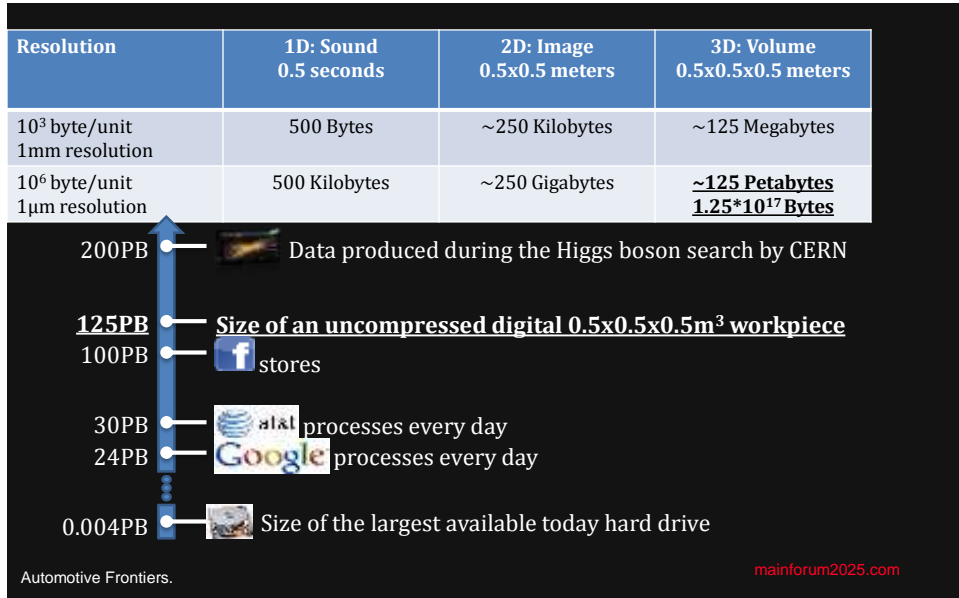 Resolution
1D: Sound
0.5 seconds
2D: Image
0.5x0.5 meters
3D: Volume
0.5x0.5x0.5 meters
10³ byte/unit
1mm resolution
500 Bytes
~250 Kilobytes
~125 Megabytes
10⁶ byte/unit
1μm resolution
500 Kilobytes
~250 Gigabytes
~125 Petabytes
1.25*10¹⁷ Bytes
200PB Data produced during the Higgs boson search by CERN
125PB Size of an uncompressed digital 0.5x0.5x0.5m³ workpiece
100PB f stores
30PB at&t processes every day
24PB Google processes every day
0.004PB Size of the largest available today hard drive
Automotive Frontiers.
mainforum2025.com